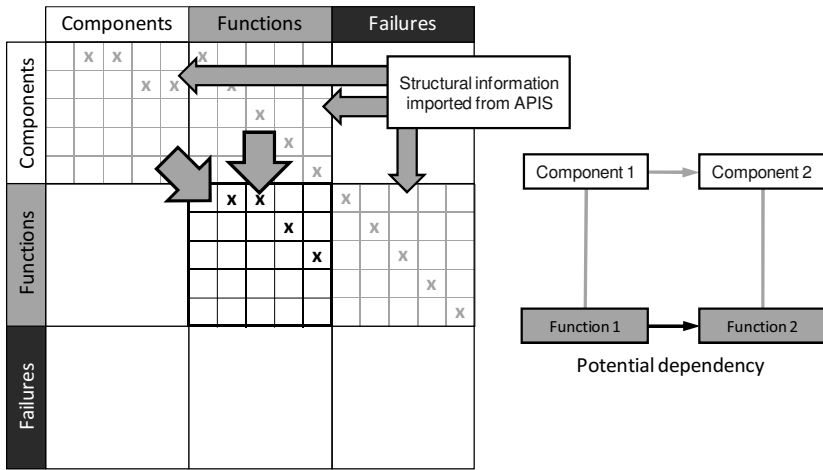 Components Functions Failures
Components
x x x
x x x
x
x
x
Structural information
imported from APIS
Functions
x x x
x x
x x
x
x
Failures
Component 1 Component 2
Function 1 Function 2
Potential dependency